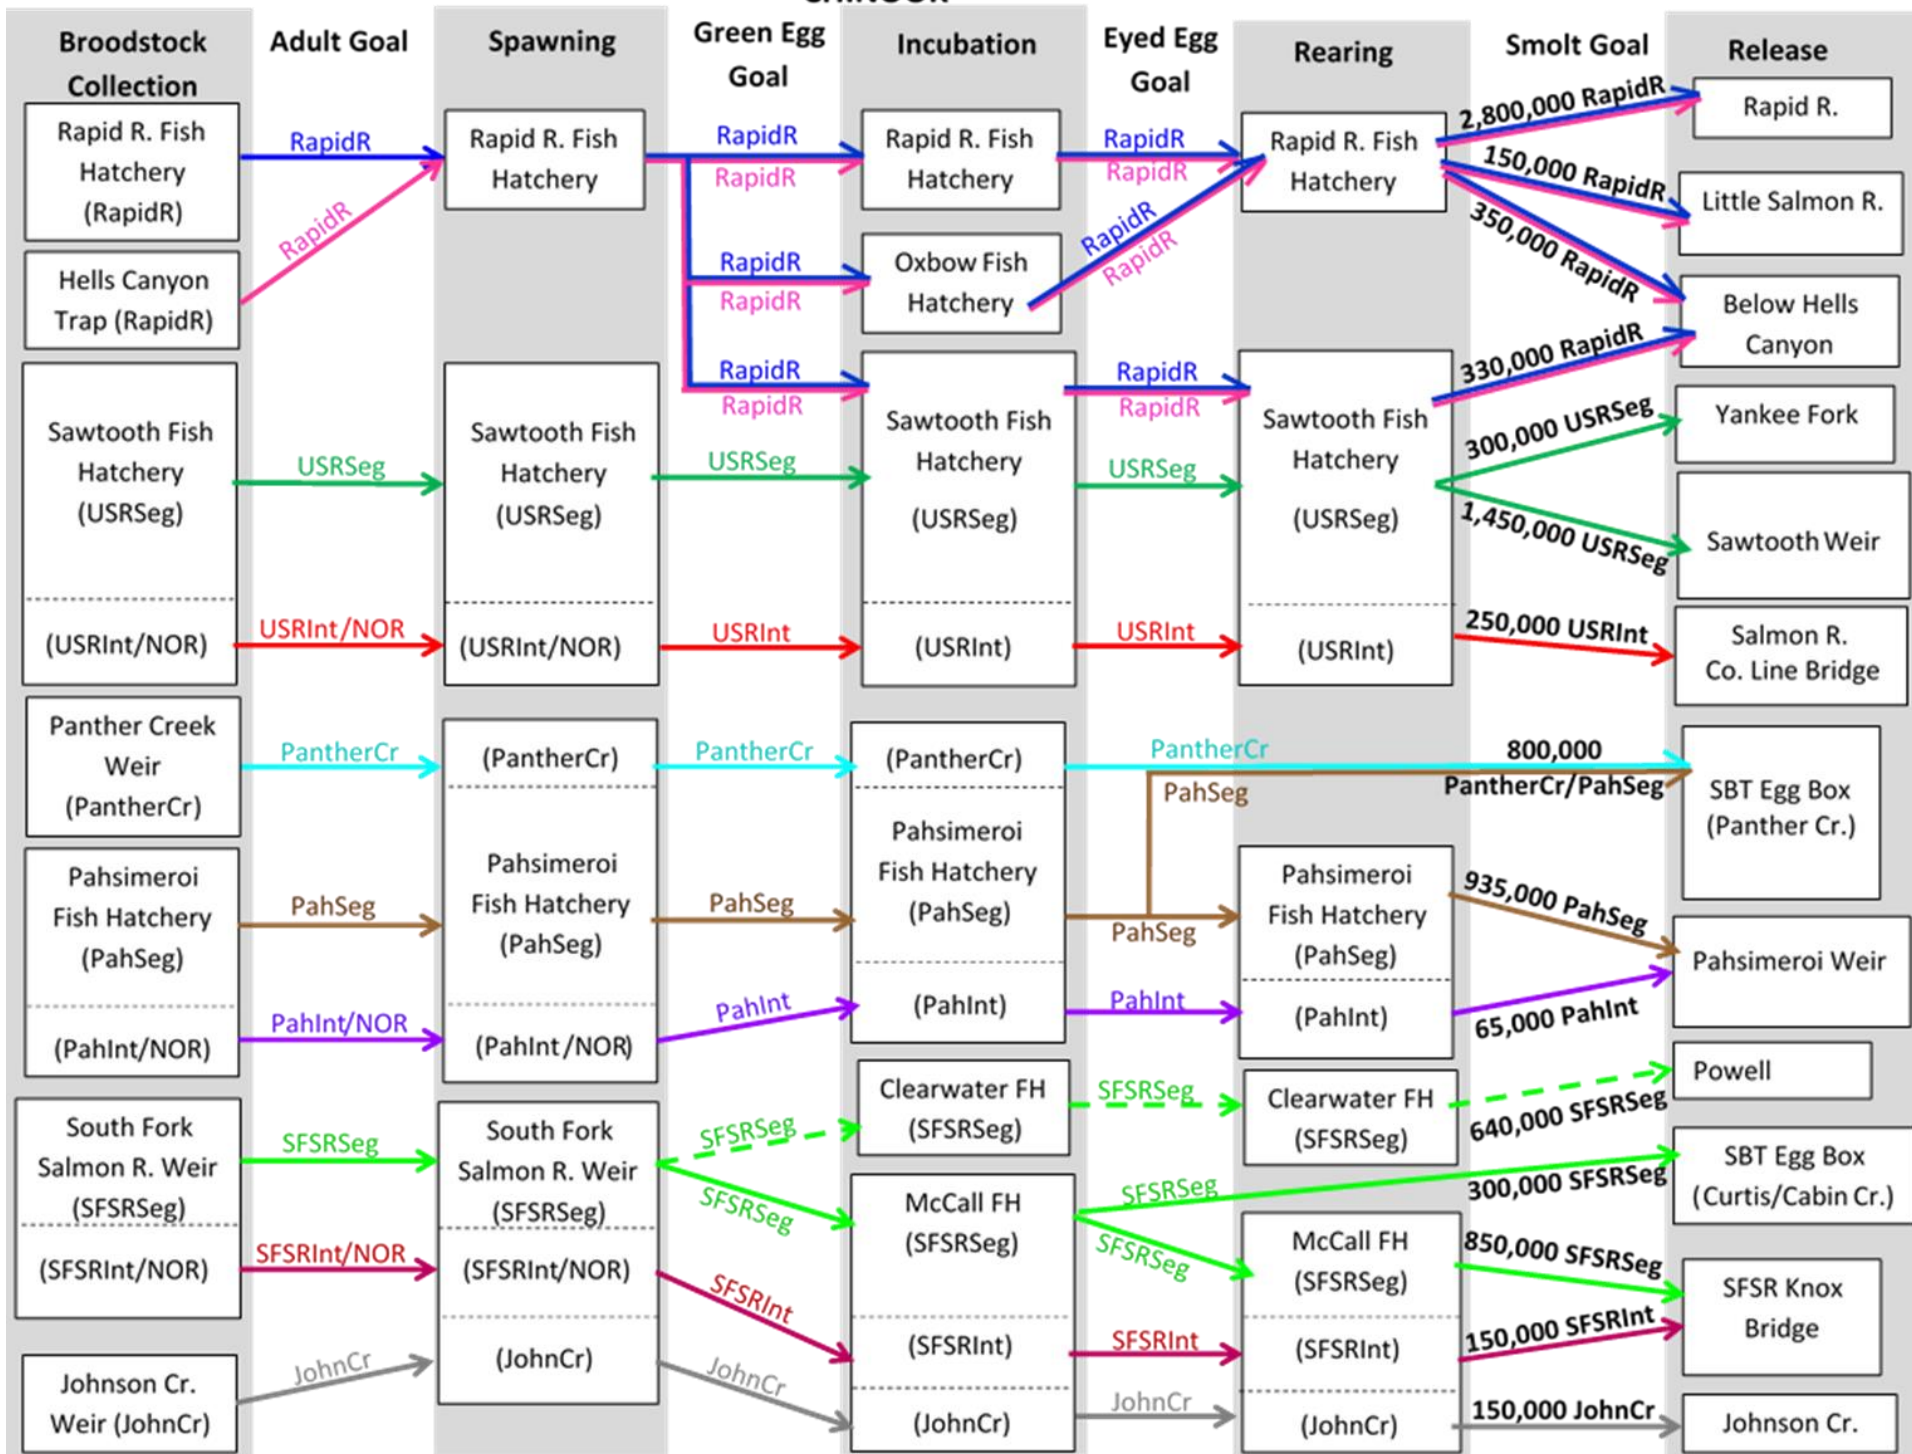 Broodstock
Collection
Adult Goal
Spawning
Green Egg
Goal
Incubation
Eyed Egg
Goal
Rearing
Smolt Goal
Release
Rapid R. Fish
Hatchery
(RapidR)
RapidR
Rapid R. Fish
Hatchery
RapidR
RapidR
Rapid R. Fish
Hatchery
RapidR
RapidR
Rapid R. Fish
Hatchery
2,800,000 RapidR
Rapid R.
150,000 RapidR
Little Salmon R.
350,000 RapidR
Hells Canyon
Trap (RapidR)
RapidR
RapidR
RapidR
Oxbow Fish
Hatchery
RapidR
RapidR
Below Hells
Canyon
RapidR
RapidR
RapidR
RapidR
330,000 RapidR
Sawtooth Fish
Hatchery
(USRSeg)
USRSeg
Sawtooth Fish
Hatchery
(USRSeg)
USRSeg
Sawtooth Fish
Hatchery
(USRSeg)
USRSeg
Sawtooth Fish
Hatchery
(USRSeg)
300,000 USRSeg
Yankee Fork
1,450,000 USRSeg
Sawtooth Weir
(USRInt/NOR)
USRInt/NOR
(USRInt/NOR)
USRInt
(USRInt)
USRInt
(USRInt)
250,000 USRInt
Salmon R.
Co. Line Bridge
Panther Creek
Weir
(PantherCr)
PantherCr
(PantherCr)
PantherCr
(PantherCr)
PantherCr
800,000
PantherCr/PahSeg
SBT Egg Box
(Panther Cr.)
PahSeg
Pahsimeroi
Fish Hatchery
(PahSeg)
PahSeg
Pahsimeroi
Fish Hatchery
(PahSeg)
PahSeg
Pahsimeroi
Fish Hatchery
(PahSeg)
PahSeg
Pahsimeroi
Fish Hatchery
(PahSeg)
935,000 PahSeg
Pahsimeroi Weir
(PahInt/NOR)
PahInt/NOR
(PahInt/NOR)
PahInt
(PahInt)
PahInt
(PahInt)
65,000 PahInt
South Fork
Salmon R. Weir
(SFSRSeg)
SFSRSeg
South Fork
Salmon R. Weir
(SFSRSeg)
SFSRSeg
Clearwater FH
(SFSRSeg)
SFSRSeg
Clearwater FH
(SFSRSeg)
640,000 SFSRSeg
Powell
SFSRSeg
McCall FH
(SFSRSeg)
SFSRSeg
300,000 SFSRSeg
SBT Egg Box
(Curtis/Cabin Cr.)
SFSRSeg
McCall FH
(SFSRSeg)
850,000 SFSRSeg
SFSR Knox
Bridge
(SFSRInt/NOR)
SFSRInt/NOR
(SFSRInt/NOR)
SFSRInt
(SFSRInt)
SFSRInt
(SFSRInt)
150,000 SFSRInt
Johnson Cr.
Weir (JohnCr)
JohnCr
(JohnCr)
JohnCr
(JohnCr)
JohnCr
(JohnCr)
150,000 JohnCr
Johnson Cr.